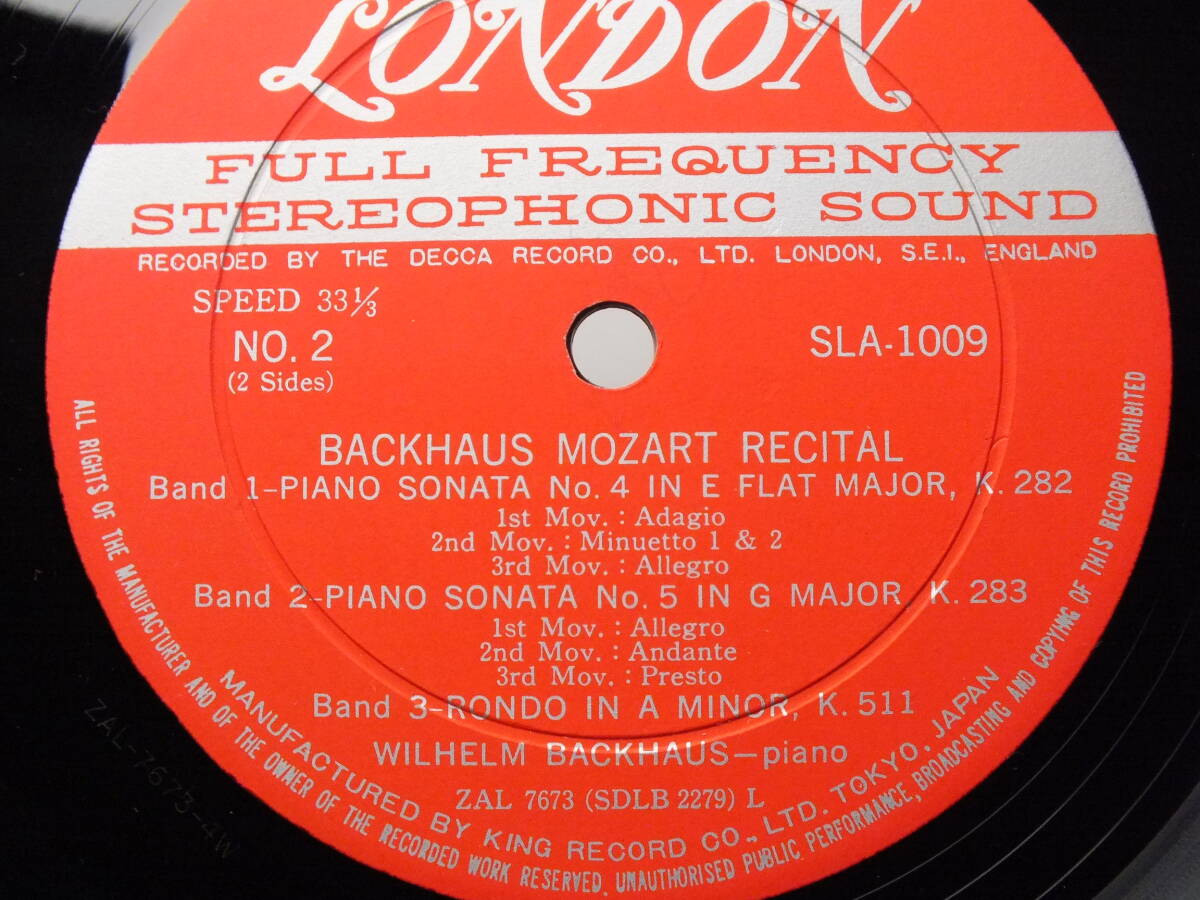 LONDON
FULL FREQUENCY
STEREOPHONIC SOUND
RECORDED BY THE DECCA RECORD CO., LTD. LONDON, S.E.I., ENGLAND
SPEED 33⅓
NO. 2
(2 Sides)
SLA-1009
BACKHAUS MOZART RECITAL
Band 1-PIANO SONATA No. 4 IN E FLAT MAJOR, K. 282
1st Mov. : Adagio
2nd Mov. : Minuetto 1 & 2
3rd Mov. : Allegro
Band 2-PIANO SONATA No. 5 IN G MAJOR, K. 283
1st Mov. : Allegro
2nd Mov. : Andante
3rd Mov. : Presto
Band 3-RONDO IN A MINOR, K. 511
WILHELM BACKHAUS—piano
ZAL 7673 (SDLB 2279) L
MANUFACTURED BY KING RECORD CO., LTD. TOKYO, JAPAN
ALL RIGHTS OF THE MANUFACTURER AND OF THE OWNER OF THE RECORDED WORK RESERVED. UNAUTHORISED PUBLIC PERFORMANCE, BROADCASTING AND COPYING OF THIS RECORD PROHIBITED
ZAL-7673-4W